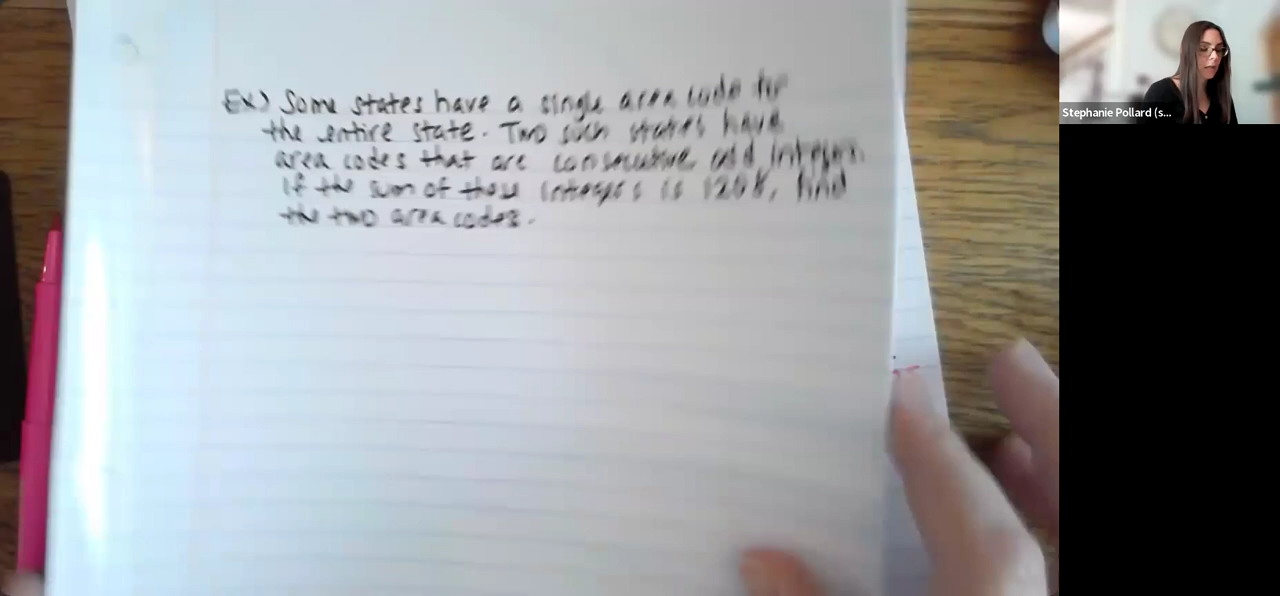 Ex) Some states have a single area code for
the entire state. Two such states have
area codes that are consecutive odd integers.
If the sum of these integers is 1208, find
the two area codes.
Stephanie Pollard (s...